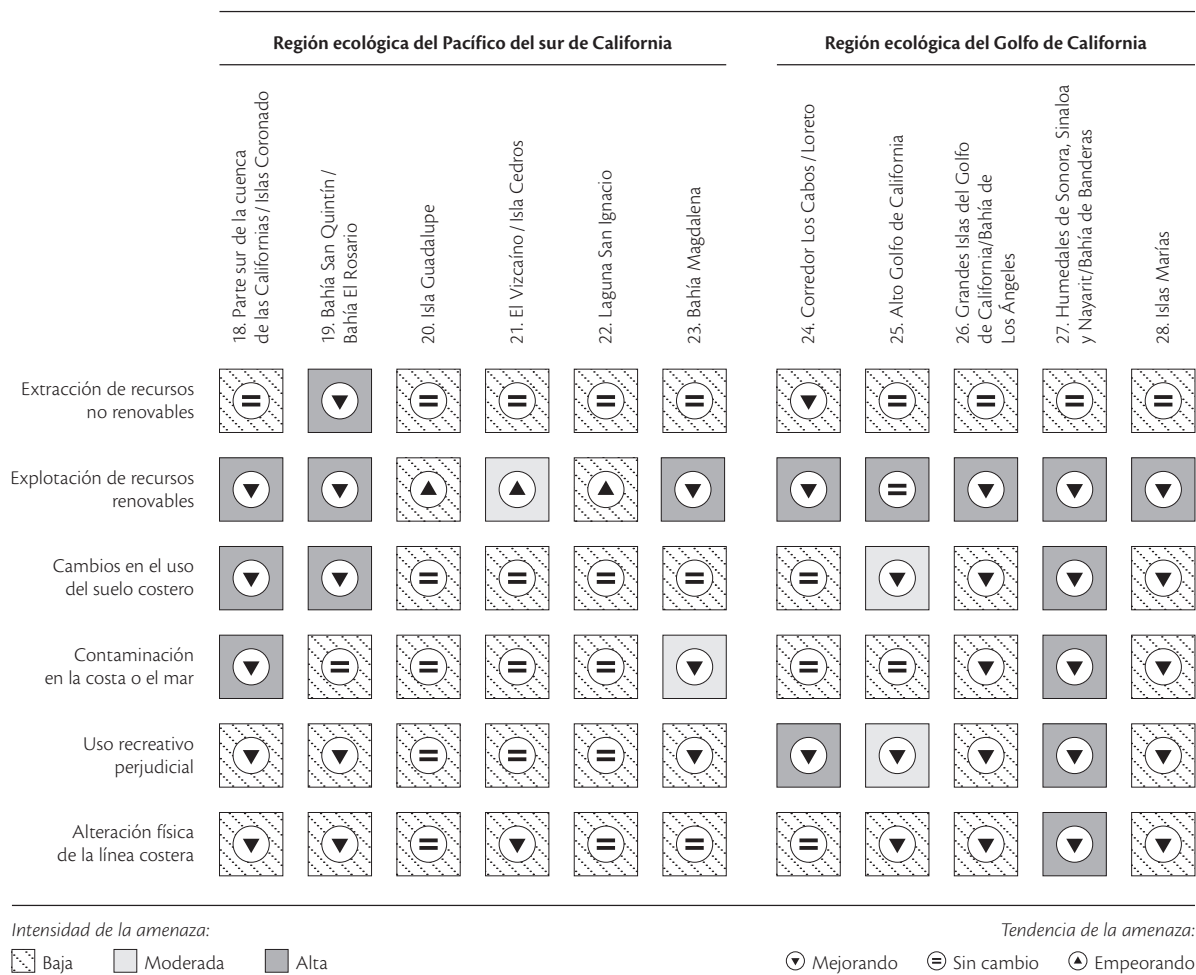 Región ecológica del Pacífico del sur de California
Región ecológica del Golfo de California
18. Parte sur de la cuenca
de las Californias / Islas Coronado
19. Bahía San Quintín /
Bahía El Rosario
20. Isla Guadalupe
21. El Vizcaíno / Isla Cedros
22. Laguna San Ignacio
23. Bahía Magdalena
24. Corredor Los Cabos / Loreto
25. Alto Golfo de California
26. Grandes Islas del Golfo
de California/Bahía de
Los Ángeles
27. Humedales de Sonora, Sinaloa
y Nayarit/Bahía de Banderas
28. Islas Marías
Extracción de recursos
no renovables
Explotación de recursos
renovables
Cambios en el uso
del suelo costero
Contaminación
en la costa o el mar
Uso recreativo
perjudicial
Alteración física
de la línea costera
Intensidad de la amenaza:
Baja
Moderada
Alta
Tendencia de la amenaza:
Mejorando
Sin cambio
Empeorando